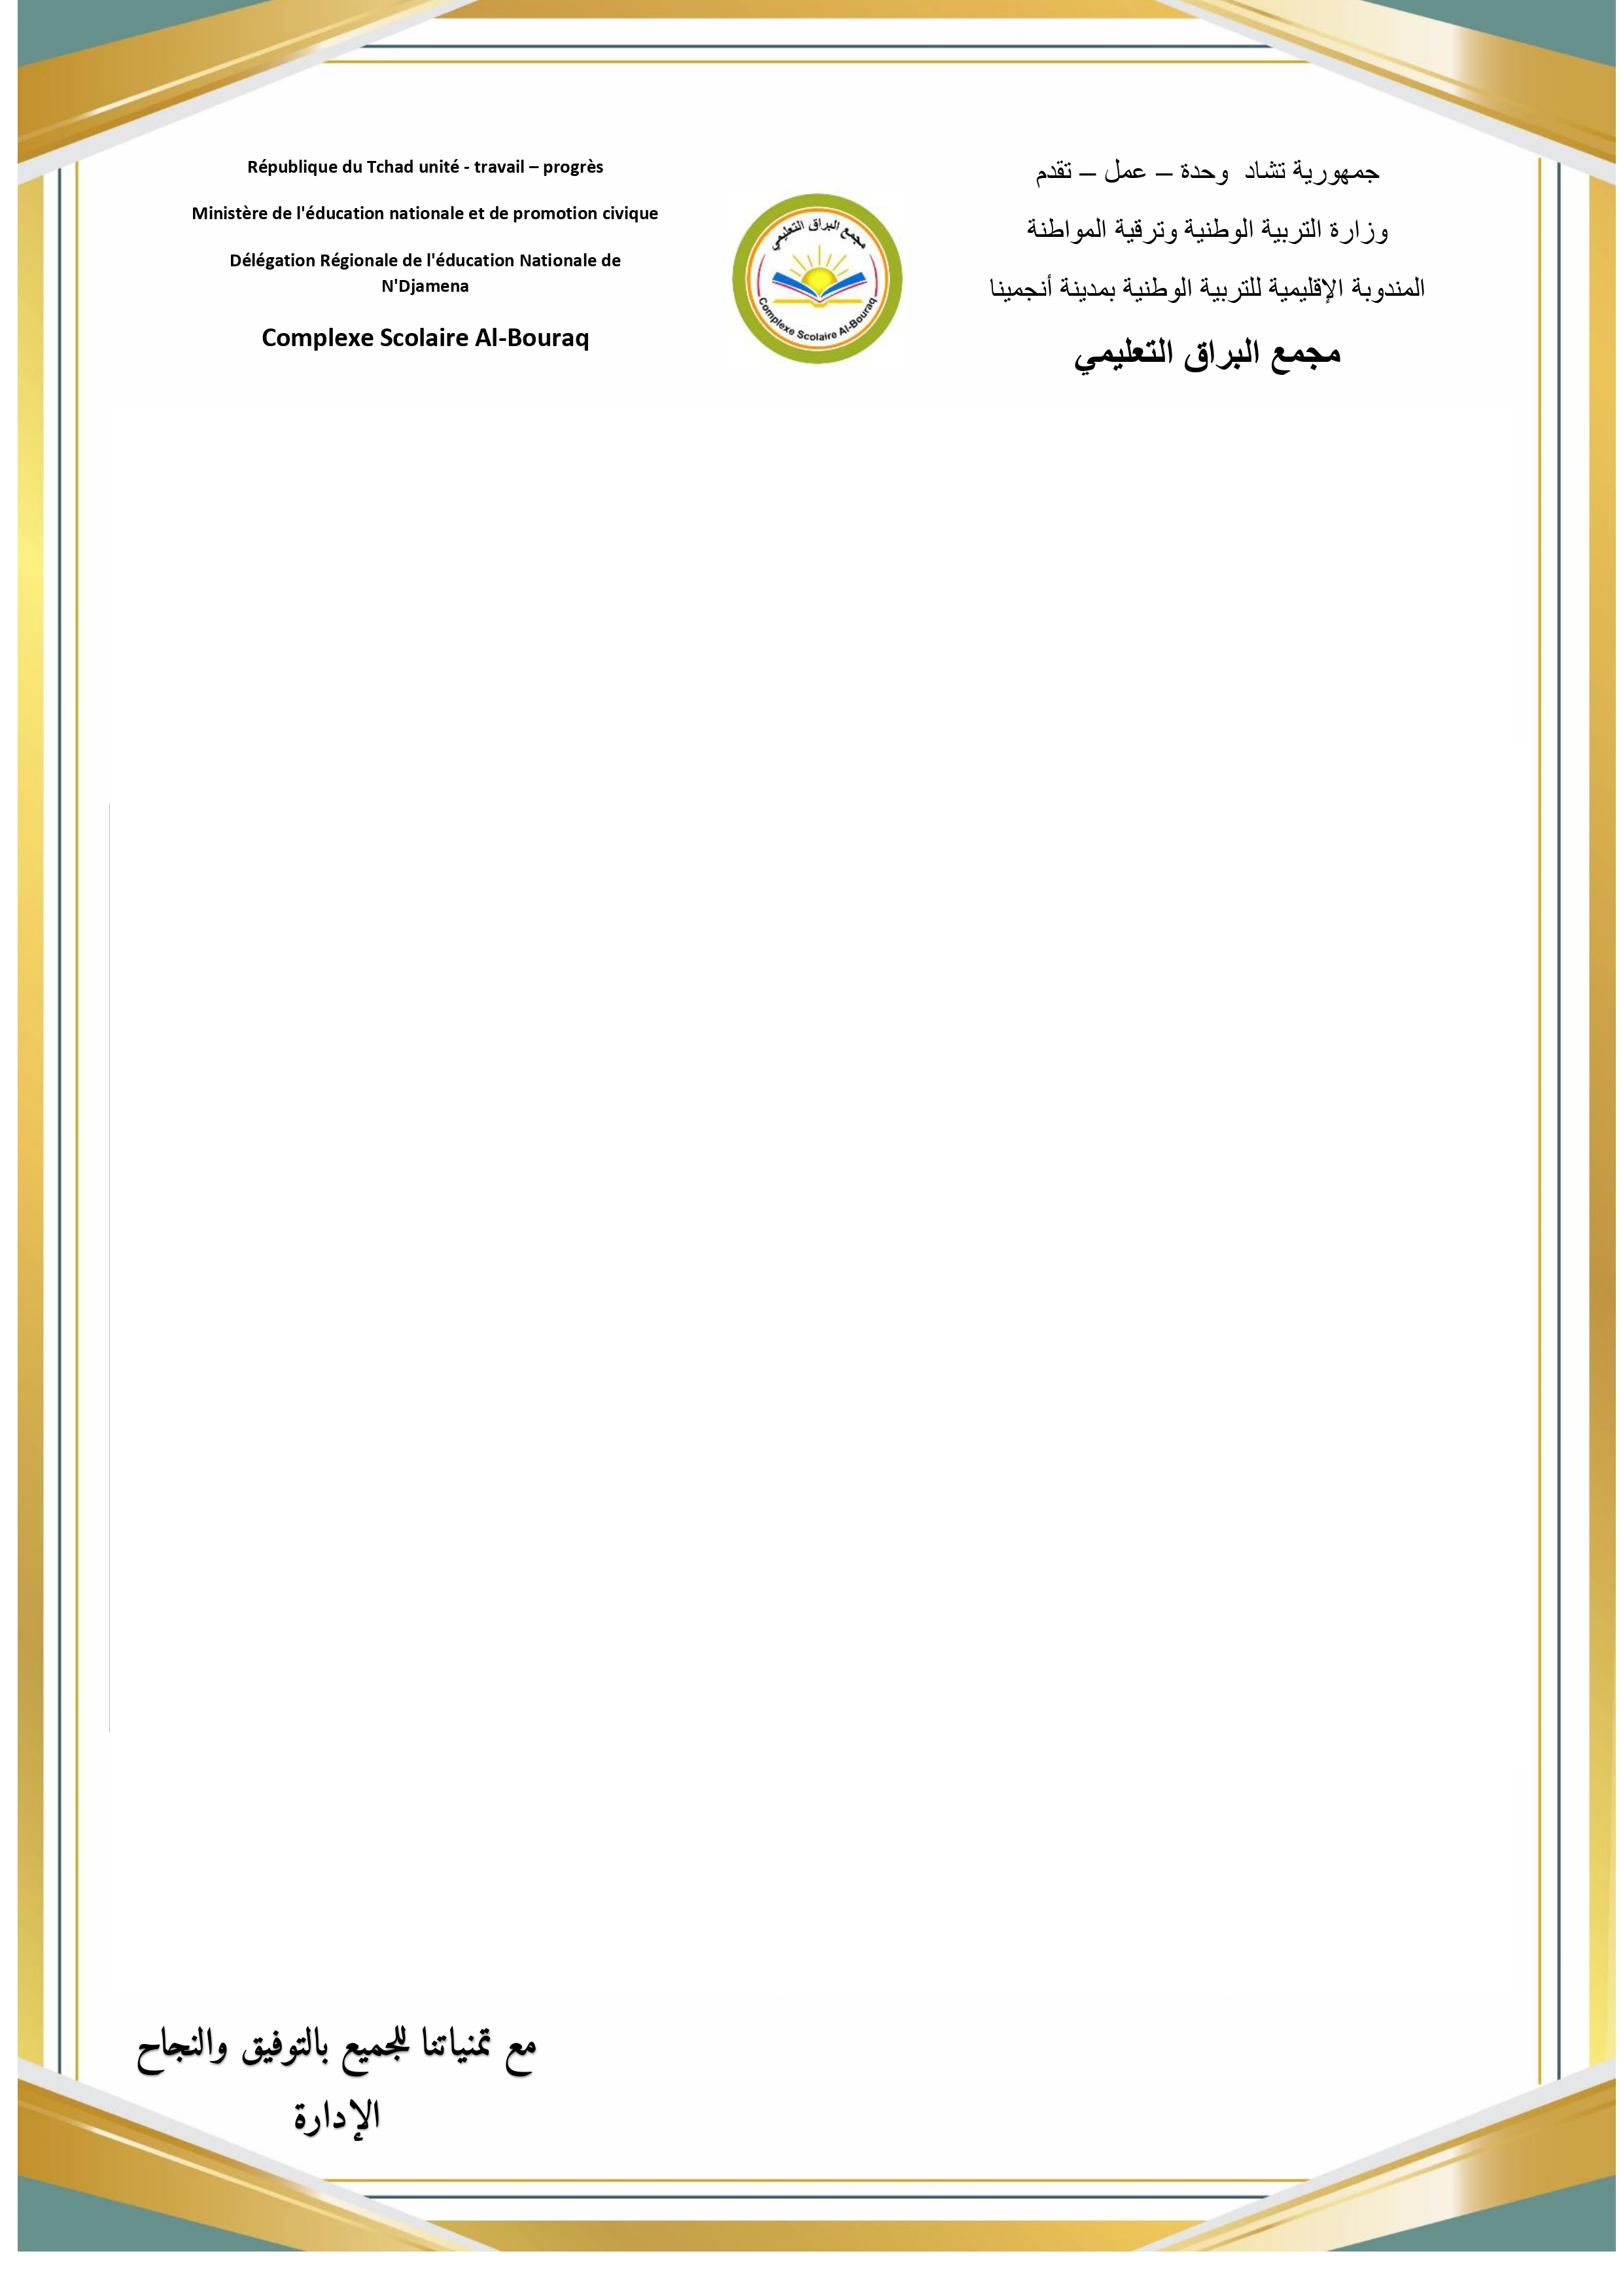 République du Tchad unité - travail – progrès
Ministère de l'éducation nationale et de promotion civique
Délégation Régionale de l'éducation Nationale de
N'Djamena
Complexe Scolaire Al-Bouraq
مجمع البراق التعليمي
Complexe Scolaire Al-Bouraq
جمهورية تشاد وحدة – عمل – تقدم
وزارة التربية الوطنية وترقية المواطنة
المندوبة الإقليمية للتربية الوطنية بمدينة أنجمينا
مجمع البراق التعليمي
مع تمنياتنا للجميع بالتوفيق والنجاح
الإدارة